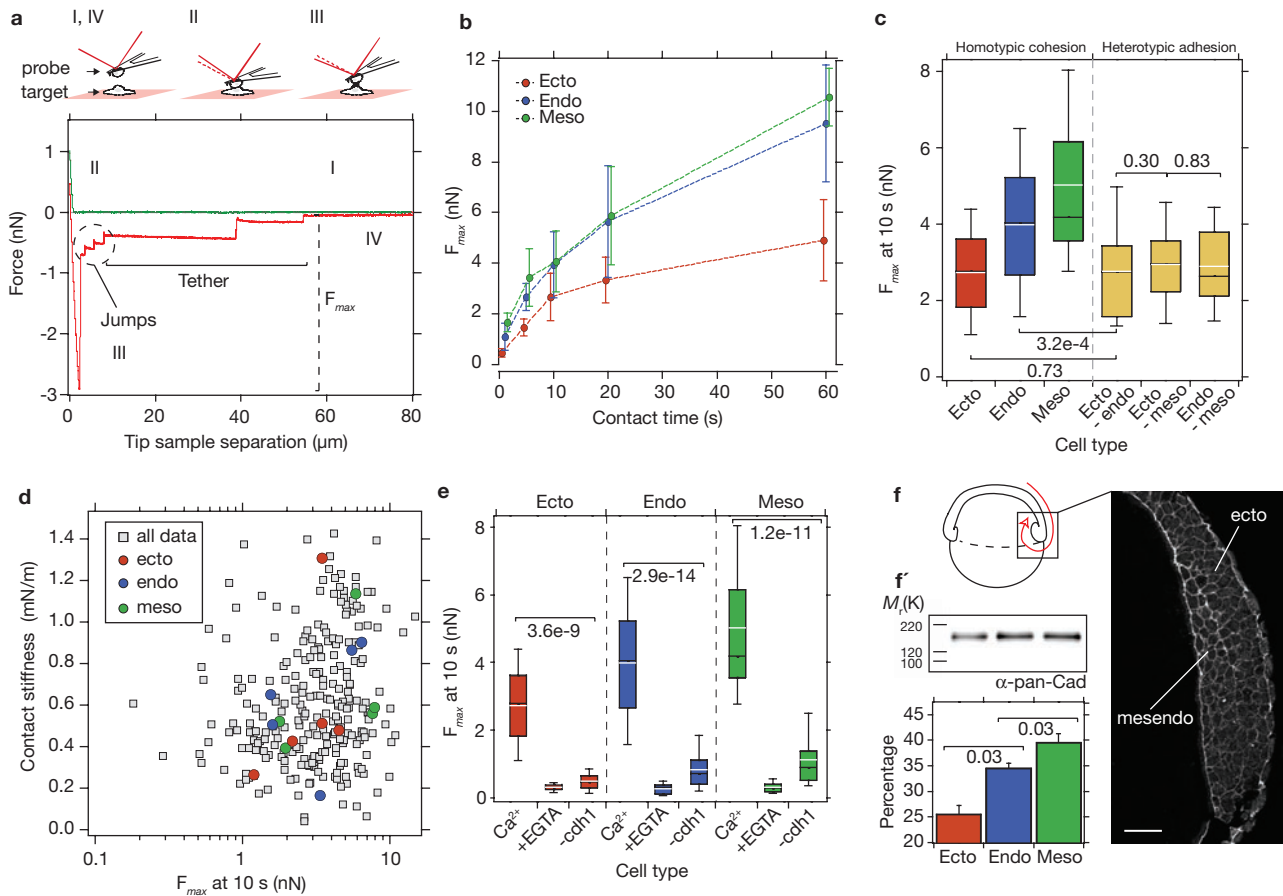 a
I, IV
II
III
probe
target
1
0
-1
-2
-3
Force (nN)
II
I
IV
Tether
Jumps
III
F_max
0
20
40
60
80
Tip sample separation (µm)
b
12
10
8
6
4
2
0
F_max (nN)
Ecto
Endo
Meso
0
10
20
30
40
50
60
Contact time (s)
c
Homotypic cohesion
Heterotypic adhesion
8
6
4
2
0
F_max at 10 s (nN)
0.30
0.83
3.2e-4
0.73
Ecto
Endo
Meso
Ecto - endo
Ecto - meso
Endo - meso
Cell type
d
1.4
1.2
1.0
0.8
0.6
0.4
0.2
0.0
Contact stiffness (mN/m)
all data
ecto
endo
meso
0.1
1
10
F_max at 10 s (nN)
e
Ecto
Endo
Meso
8
6
4
2
0
F_max at 10 s (nN)
3.6e-9
2.9e-14
1.2e-11
Ca²⁺
+EGTA
-cdh1
Ca²⁺
+EGTA
-cdh1
Ca²⁺
+EGTA
-cdh1
Cell type
f
ecto
mesendo
f′
M_r(K)
220
120
100
α-pan-Cad
45
40
35
30
25
20
Percentage
0.03
0.03
Ecto
Endo
Meso